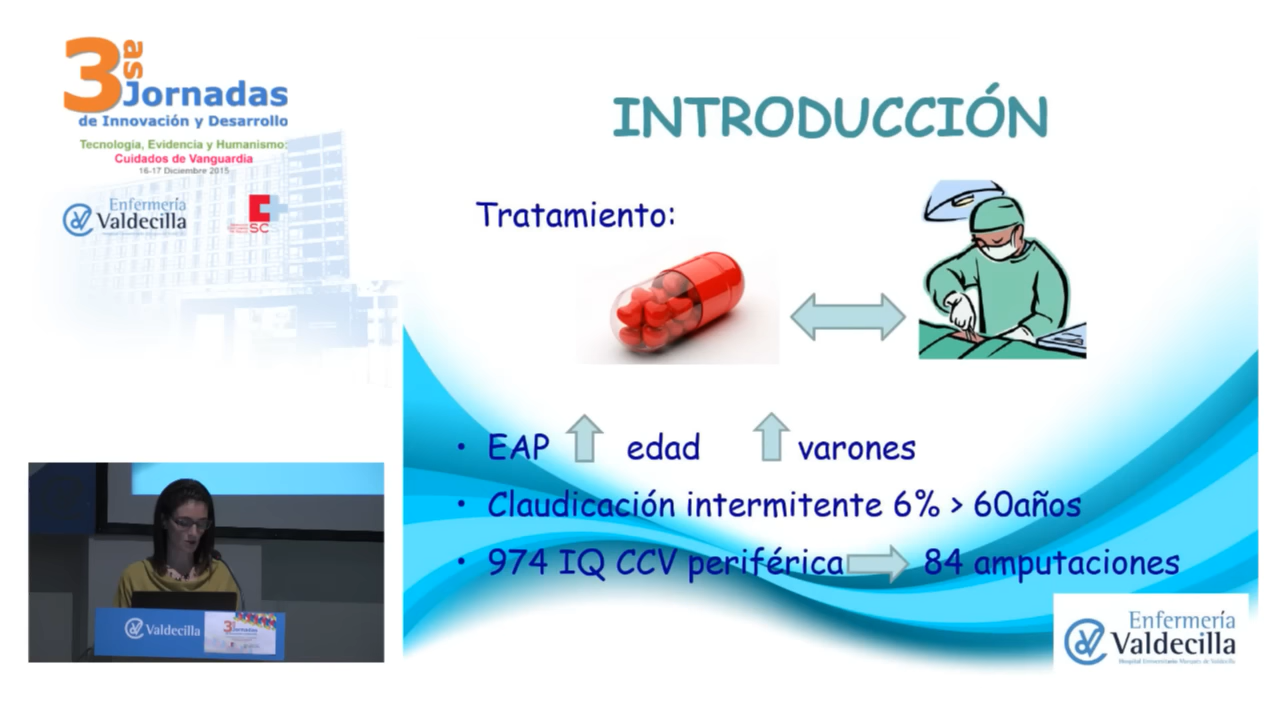 3as Jornadas
de Innovación y Desarrollo
Tecnología, Evidencia y Humanismo:
Cuidados de Vanguardia
16-17 Diciembre 2015
Enfermería
Valdecilla
SC
INTRODUCCIÓN
Tratamiento:
• EAP edad varones
• Claudicación intermitente 6% > 60años
• 974 IQ CCV periférica 84 amputaciones
Valdecilla
3as Jornadas
Enfermería
Valdecilla
Hospital Universitario Marqués de Valdecilla